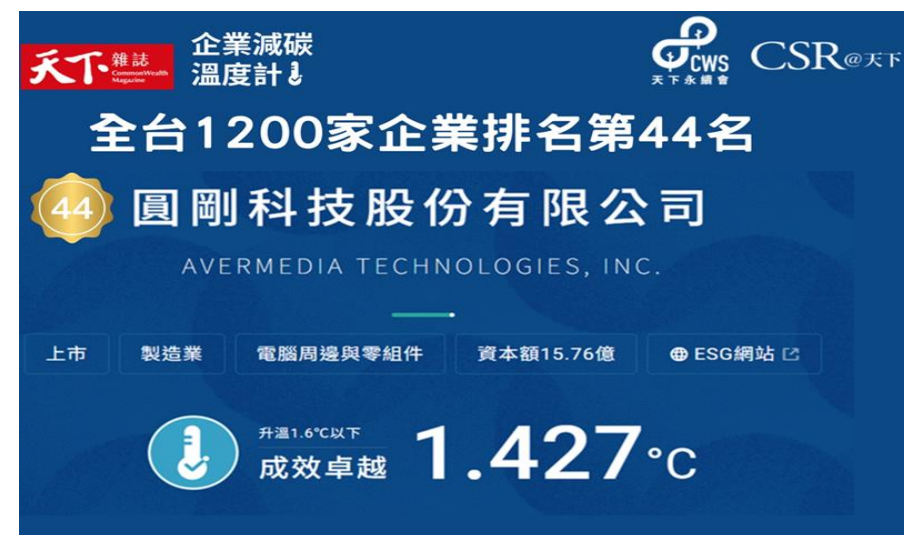 天下雜誌
CommonWealth
Magazine
企業減碳
溫度計
CWS
天下永續會
CSR@天下
全台1200家企業排名第44名
44
圓剛科技股份有限公司
AVERMEDIA TECHNOLOGIES, INC.
上市
製造業
電腦周邊與零組件
資本額15.76億
ESG網站
升溫1.6°C以下
成效卓越
1.427°C